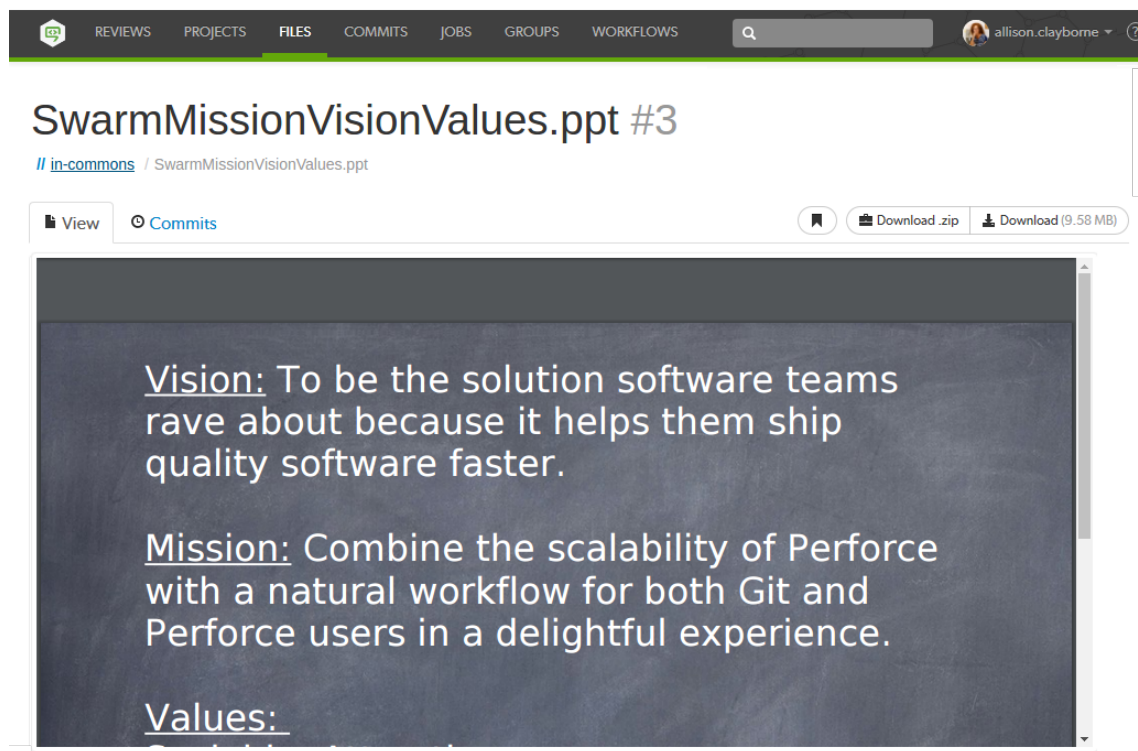 REVIEWS PROJECTS FILES COMMITS JOBS GROUPS WORKFLOWS allison.clayborne
SwarmMissionVisionValues.ppt #3
// in-commons / SwarmMissionVisionValues.ppt
View Commits Download .zip Download (9.58 MB)
Vision: To be the solution software teams
rave about because it helps them ship
quality software faster.
Mission: Combine the scalability of Perforce
with a natural workflow for both Git and
Perforce users in a delightful experience.
Values: